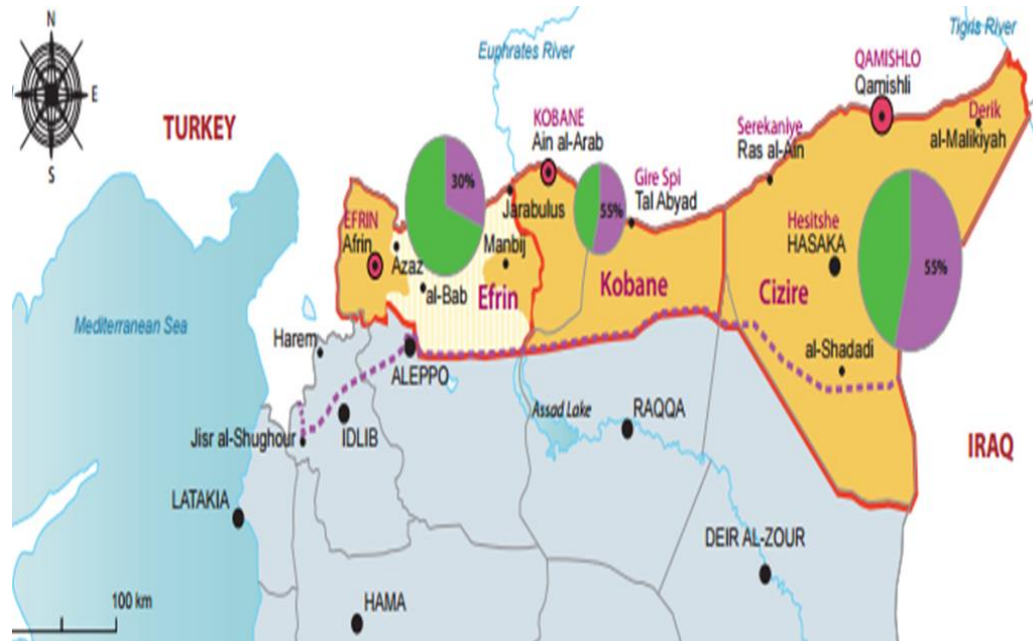 N
E
S
TURKEY
Euphrates River
Tigris River
QAMISHLO
Qamishli
Derik
al-Malikiyah
KOBANE
Ain al-Arab
Serekaniye
Ras al-Ain
30%
55%
Gire Spi
Tal Abyad
Jarabulus
EFRIN
Afrin
Azaz
Manbij
al-Bab
Efrin
Kobane
Cizire
Hesitshe
HASAKA
55%
al-Shadadi
Mediterranean Sea
Harem
ALEPPO
Assad Lake
RAQQA
IRAQ
Jisr al-Shughour
IDLIB
LATAKIA
DEIR AL-ZOUR
100 km
HAMA